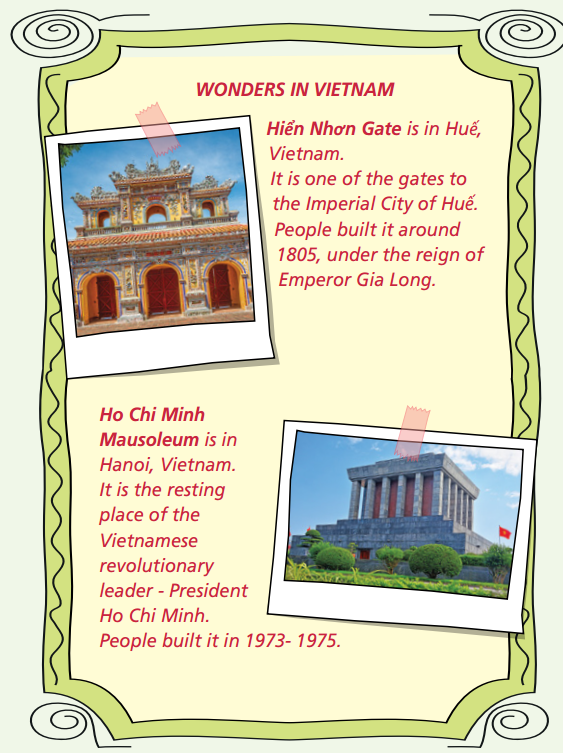 WONDERS IN VIETNAM
Hiển Nhơn Gate is in Huế,
Vietnam.
It is one of the gates to
the Imperial City of Huế.
People built it around
1805, under the reign of
Emperor Gia Long.
Ho Chi Minh
Mausoleum is in
Hanoi, Vietnam.
It is the resting
place of the
Vietnamese
revolutionary
leader - President
Ho Chi Minh.
People built it in 1973- 1975.